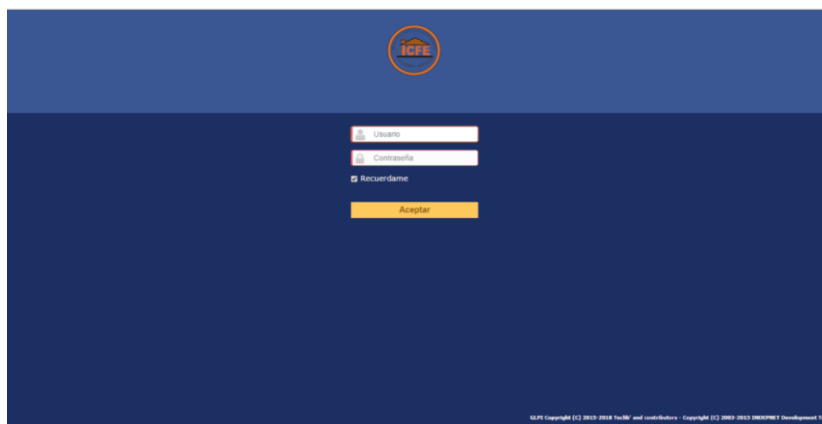 ICFE
Usuario
Contraseña
Recuerdame
Aceptar
GLPI Copyright (C) 2015-2018 Teclib' and contributors - Copyright (C) 2003-2015 INDEPNET Development